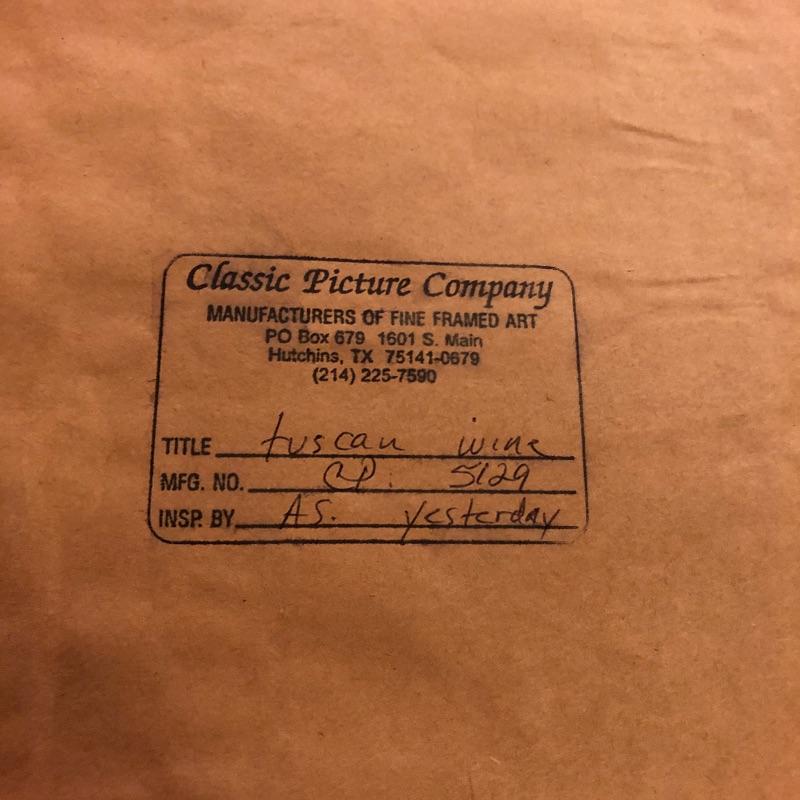 Classic Picture Company
MANUFACTURERS OF FINE FRAMED ART
PO Box 679 1601 S. Main
Hutchins, TX 75141-0679
(214) 225-7590
TITLE tuscan wine
MFG. NO. CP. 5129
INSP. BY AS. yesterday